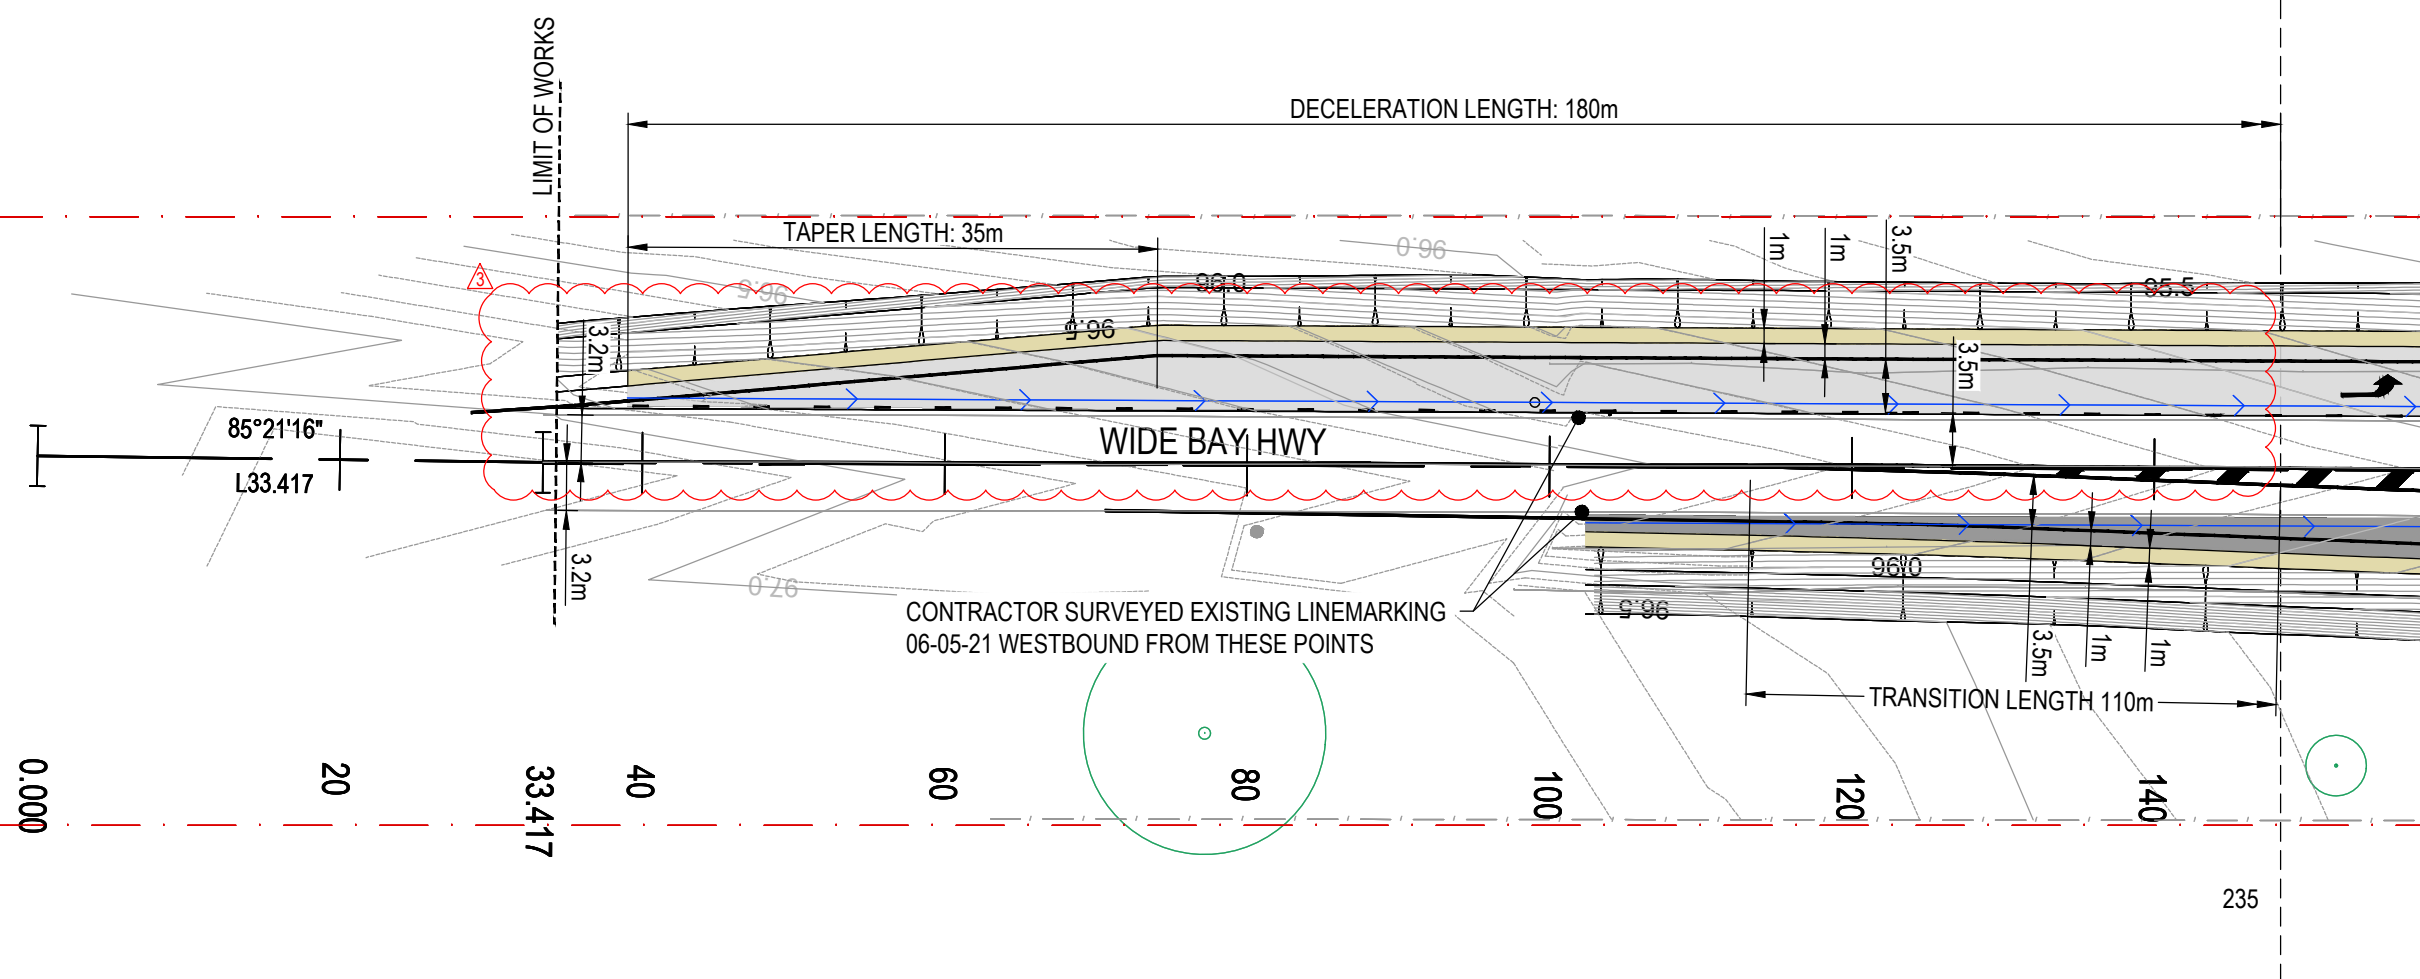 LIMIT OF WORKS
DECELERATION LENGTH: 180m
TAPER LENGTH: 35m
96.0
1m
1m
3.5m
3
96.5
96.0
95.5
96.5
3.2m
3.5m
85°21'16"
WIDE BAY HWY
L33.417
3.2m
97.0
96.0
CONTRACTOR SURVEYED EXISTING LINEMARKING
06-05-21 WESTBOUND FROM THESE POINTS
96.5
3.5m
1m
1m
TRANSITION LENGTH 110m
0.000
20
33.417
40
60
80
100
120
140
235